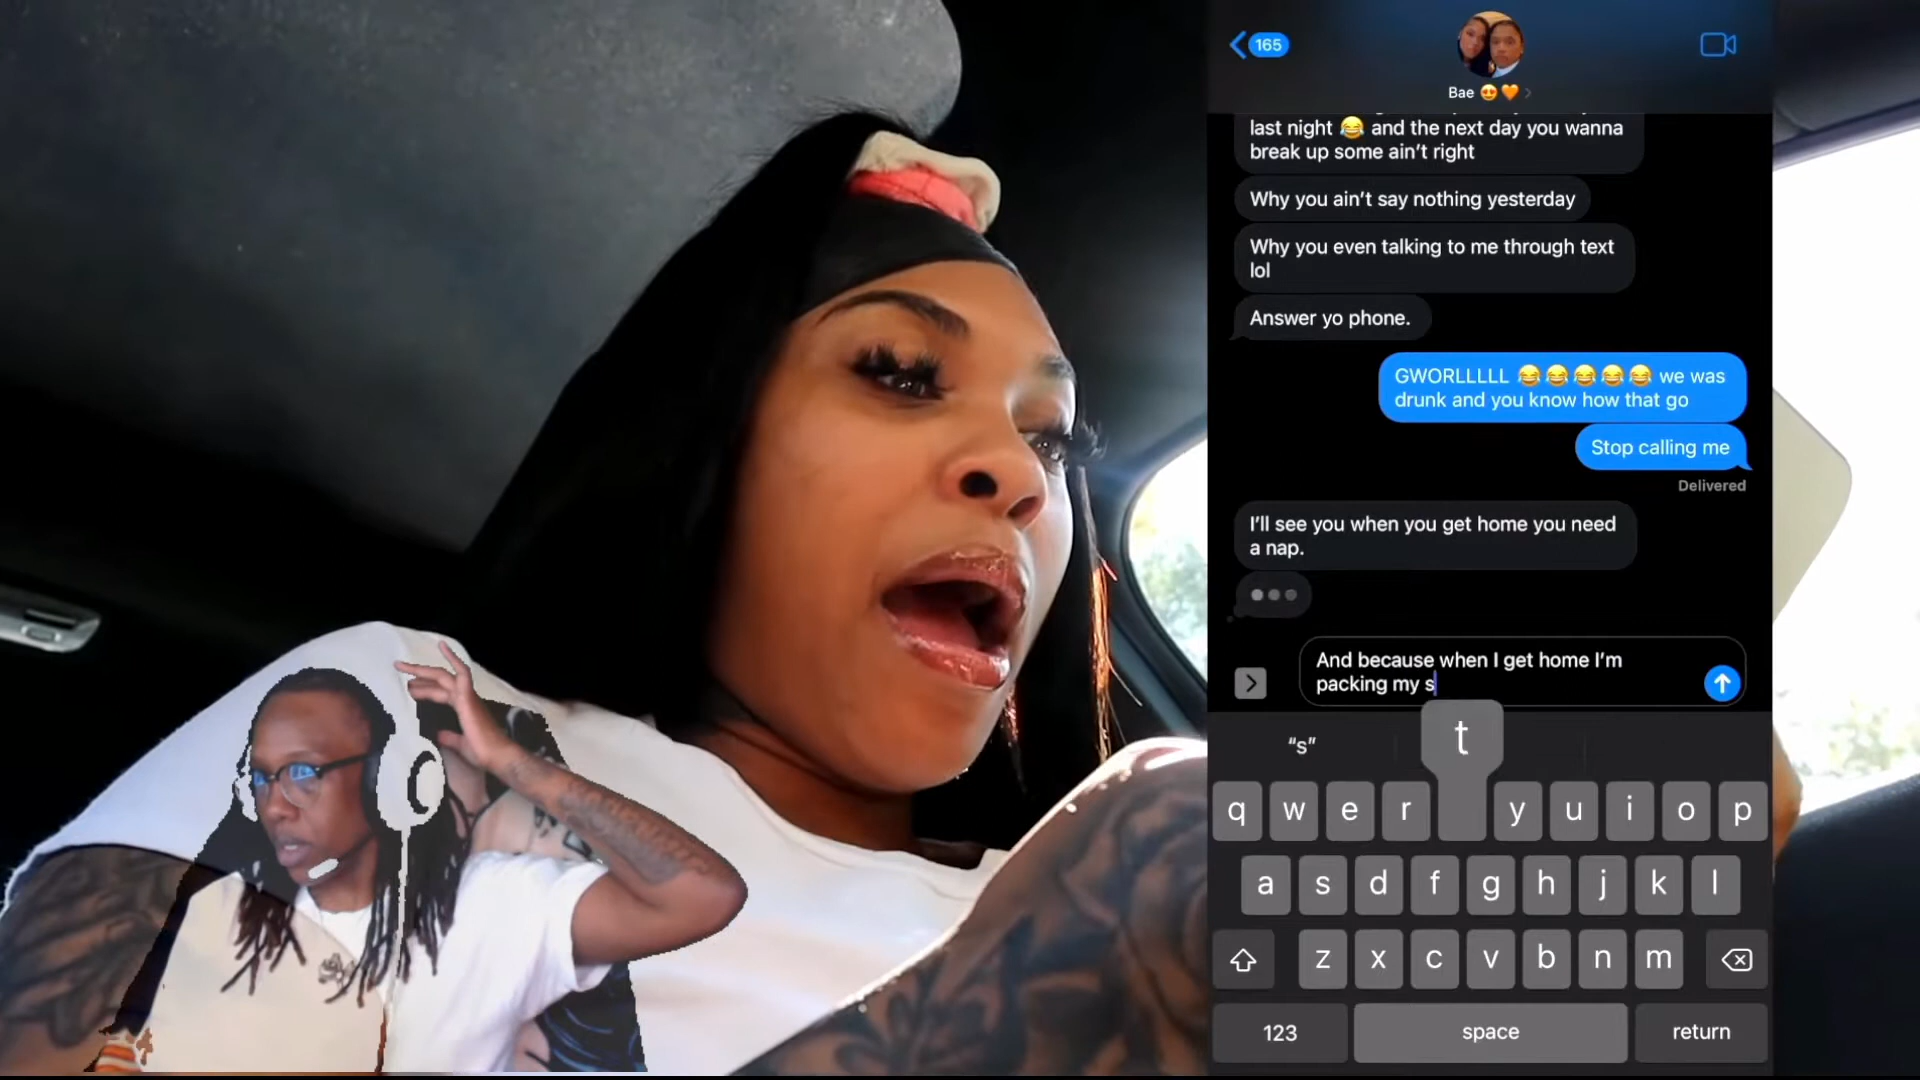 165
Bae 😍🧡 >
last night 😂 and the next day you wanna
break up some ain’t right
Why you ain’t say nothing yesterday
Why you even talking to me through text
lol
Answer yo phone.
GWORLLLLL 😂😂😂😂😂 we was
drunk and you know how that go
Stop calling me
Delivered
I’ll see you when you get home you need
a nap.
And because when I get home I’m
packing my s
“s”
t
q w e r y u i o p
a s d f g h j k l
z x c v b n m
123 space return